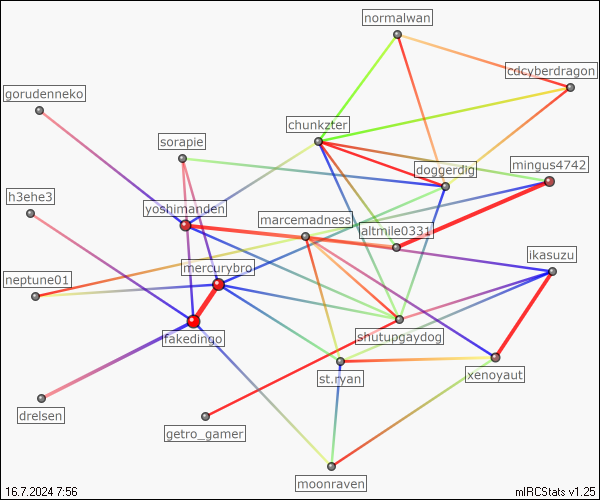 normalwan
cdcyberdragon
gorudenneko
chunkzter
sorapie
doggerdig
mingus4742
h3ehe3
yoshimanden
marcemadness
altmile0331
mercurybro
ikasuzu
neptune01
fakedingo
shutupgaydog
st.ryan
xenoyaut
drelsen
getro_gamer
moonraven
16.7.2024 7:56
mIRCStats v1.25